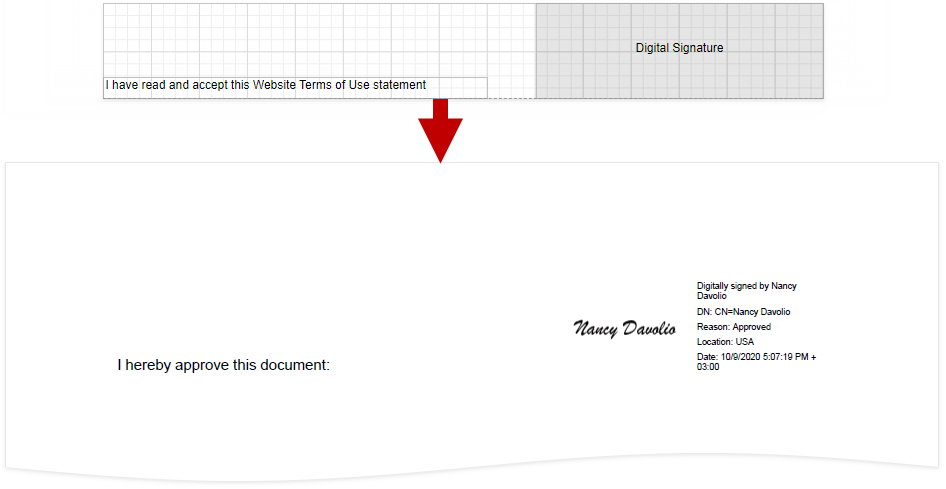 Digital Signature
I have read and accept this Website Terms of Use statement
Digitally signed by Nancy
Davolio
DN: CN=Nancy Davolio
Nancy Davolio
Reason: Approved
Location: USA
Date: 10/9/2020 5:07:19 PM +
03:00
I hereby approve this document: